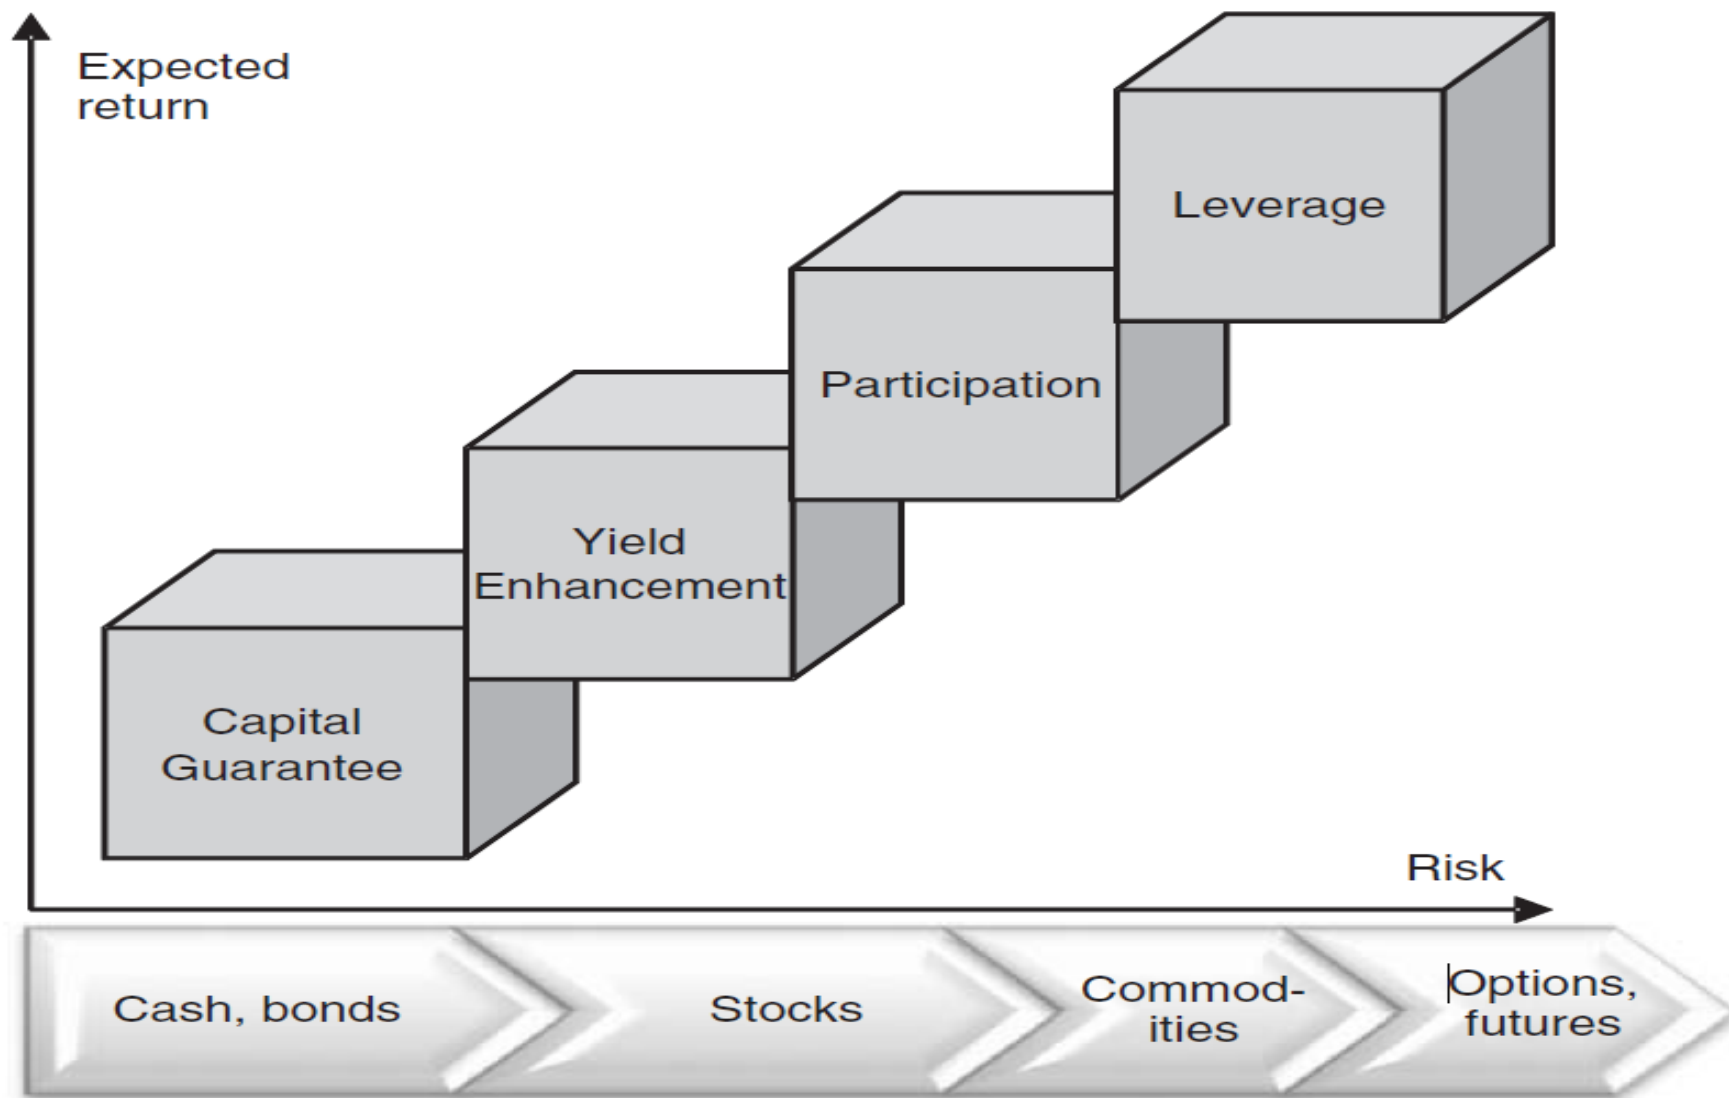 Expected
return
Leverage
Participation
Yield
Enhancement
Capital
Guarantee
Risk
Cash, bonds
Stocks
Commod-
ities
Options,
futures